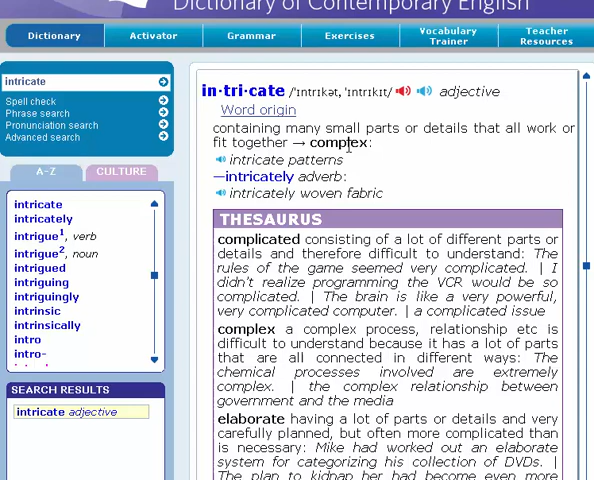 Dictionary of Contemporary English
Dictionary
Activator
Grammar
Exercises
Vocabulary
Trainer
Teacher
Resources
intricate
Spell check
Phrase search
Pronunciation search
Advanced search
A-Z
CULTURE
intricate
intricately
intrigue¹, verb
intrigue², noun
intrigued
intriguing
intriguingly
intrinsic
intrinsically
intro
intro-
SEARCH RESULTS
intricate adjective
in·tri·cate /ˈɪntrɪkət, ˈɪntrɪkɪt/ adjective
Word origin
containing many small parts or details that all work or
fit together → complex:
intricate patterns
—intricately adverb:
intricately woven fabric
THESAURUS
complicated consisting of a lot of different parts or
details and therefore difficult to understand: The
rules of the game seemed very complicated. | I
didn't realize programming the VCR would be so
complicated. | The brain is like a very powerful,
very complicated computer. | a complicated issue
complex a complex process, relationship etc is
difficult to understand because it has a lot of parts
that are all connected in different ways: The
chemical processes involved are extremely
complex. | the complex relationship between
government and the media
elaborate having a lot of parts or details and very
carefully planned, but often more complicated than
is necessary: Mike had worked out an elaborate
system for categorizing his collection of DVDs. |
The plan to kidnap her had become even more